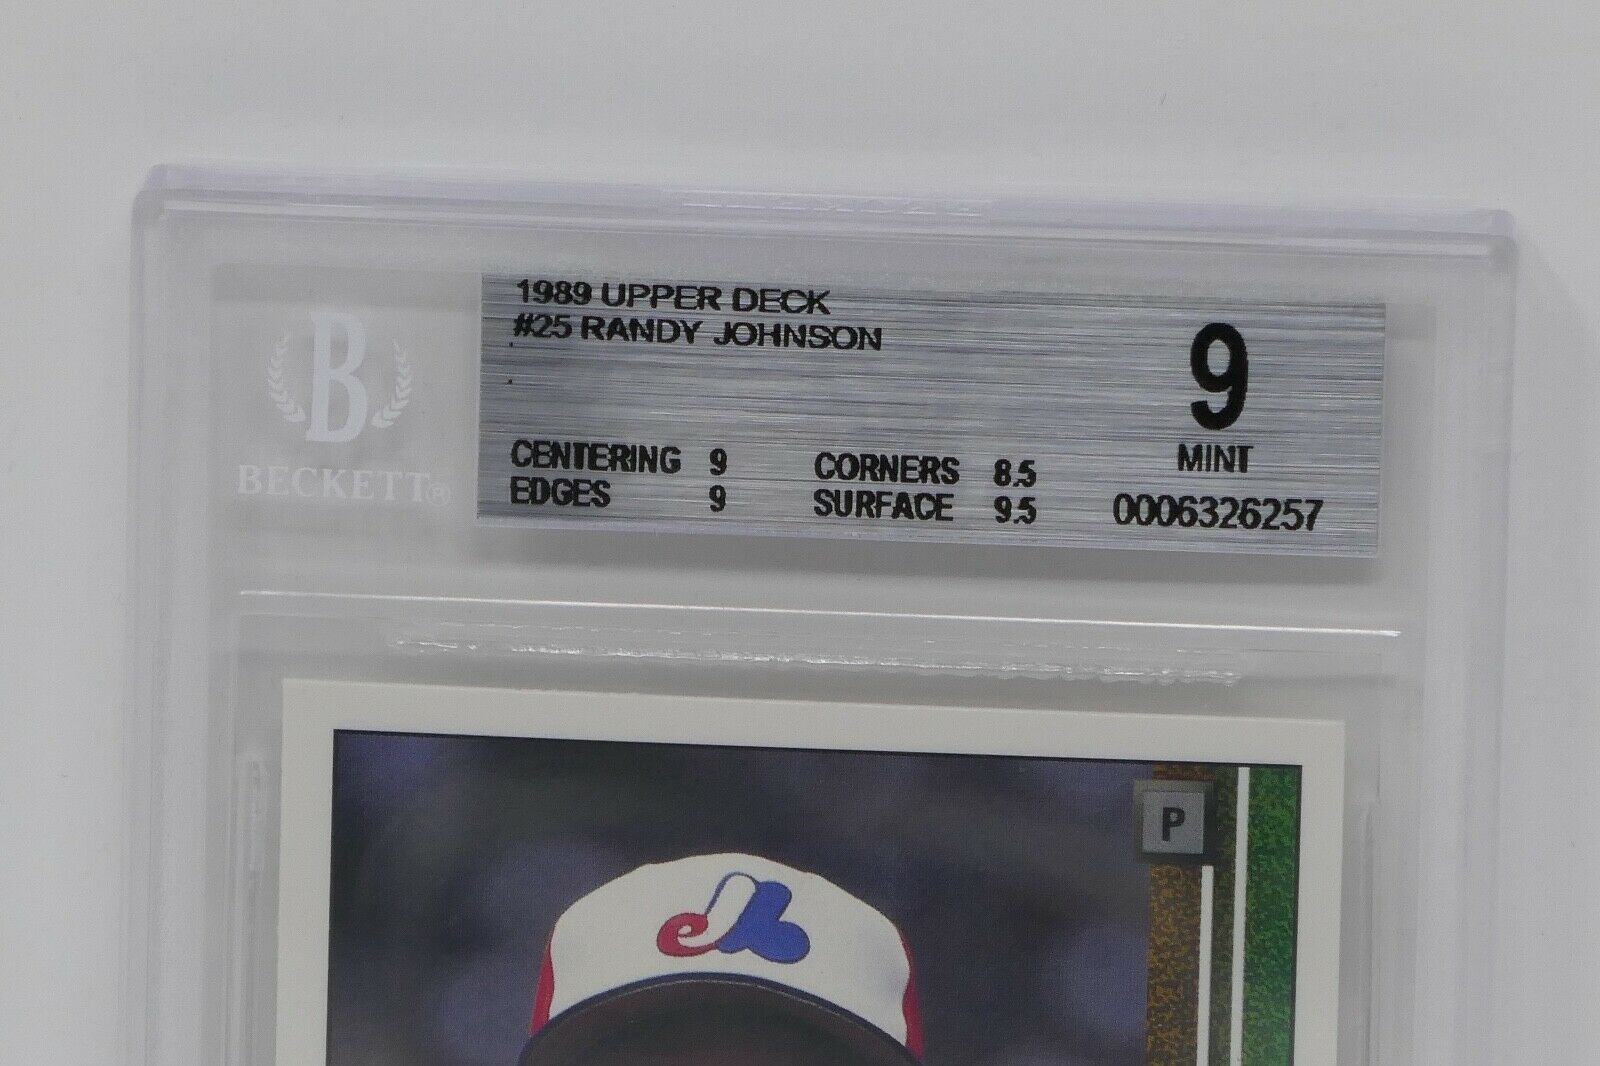 1989 UPPER DECK
#25 RANDY JOHNSON
9
MINT
CENTERING 9 CORNERS 8.5
EDGES 9 SURFACE 9.5
0006326257
B
BECKETT®
P
e